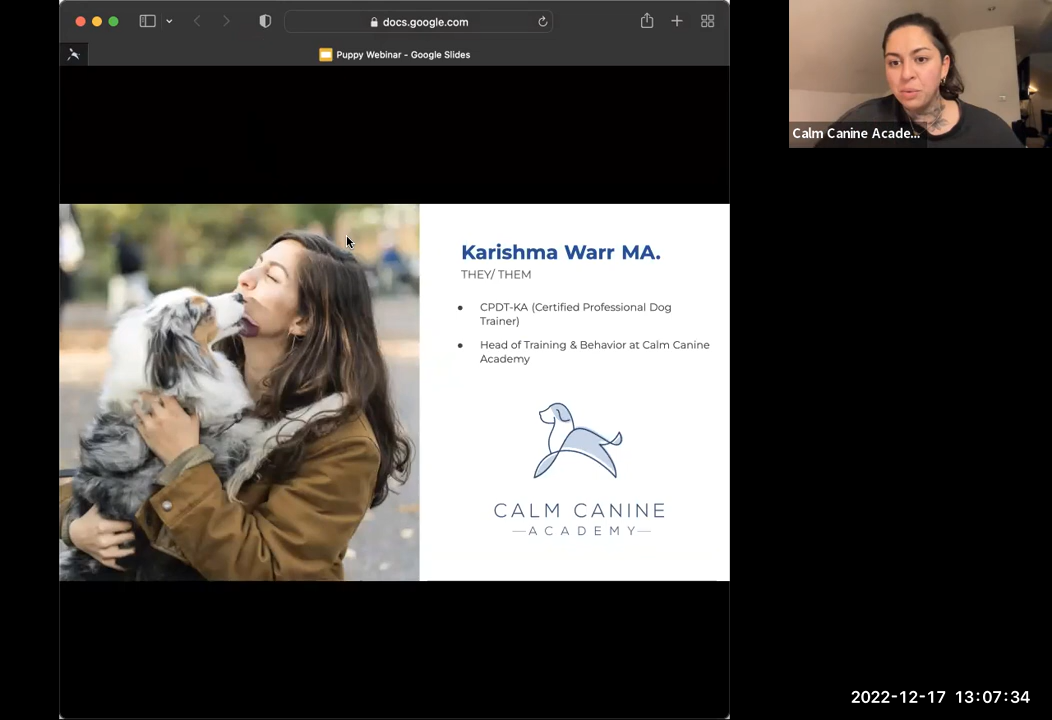 docs.google.com
Puppy Webinar - Google Slides
Calm Canine Acade...
Karishma Warr MA.
THEY/ THEM
● CPDT-KA (Certified Professional Dog
Trainer)
● Head of Training & Behavior at Calm Canine
Academy
CALM CANINE
—ACADEMY—
2022-12-17 13:07:34